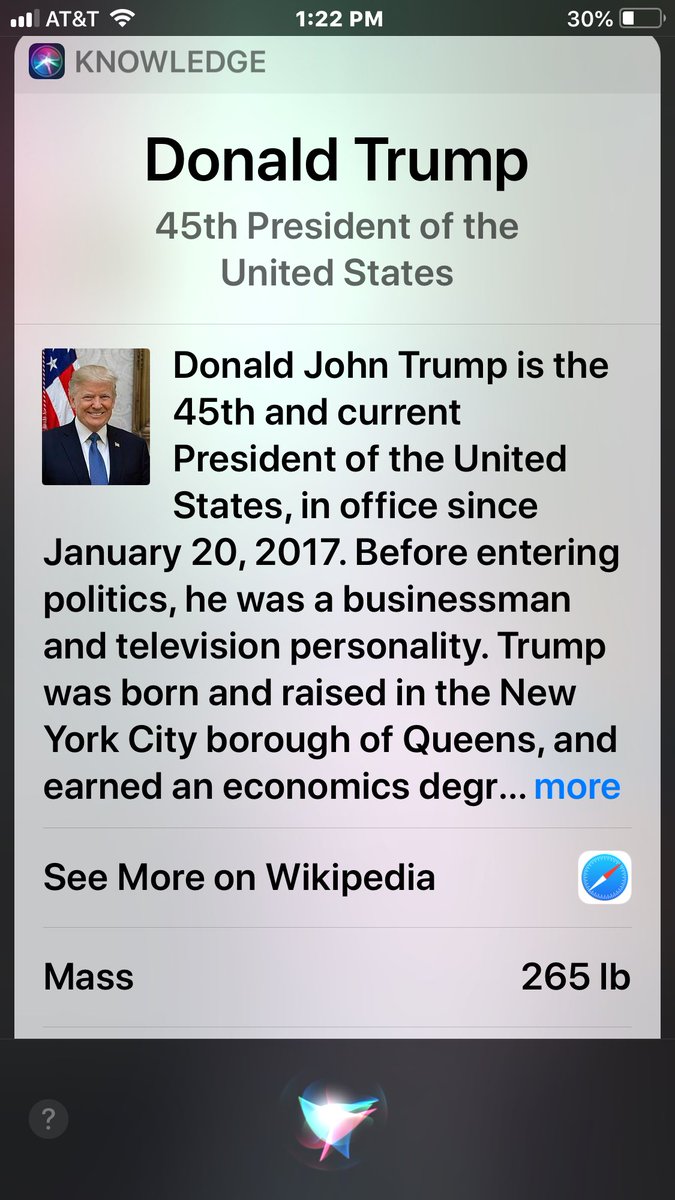 AT&T 1:22 PM 30%
KNOWLEDGE
Donald Trump
45th President of the
United States
Donald John Trump is the
45th and current
President of the United
States, in office since
January 20, 2017. Before entering
politics, he was a businessman
and television personality. Trump
was born and raised in the New
York City borough of Queens, and
earned an economics degr... more
See More on Wikipedia
Mass 265 lb
?